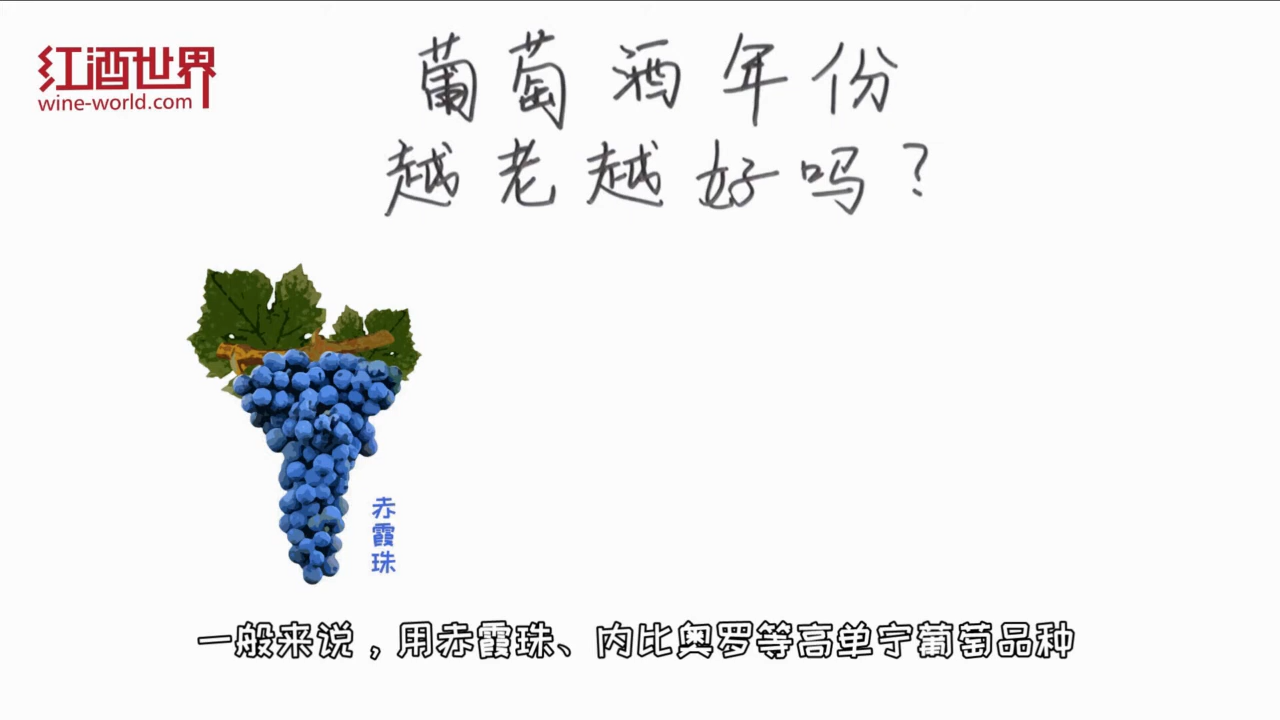 红酒世界
wine-world.com
葡萄酒年份
越老越好吗?
赤霞珠
一般来说,用赤霞珠、内比奥罗等高单宁葡萄品种